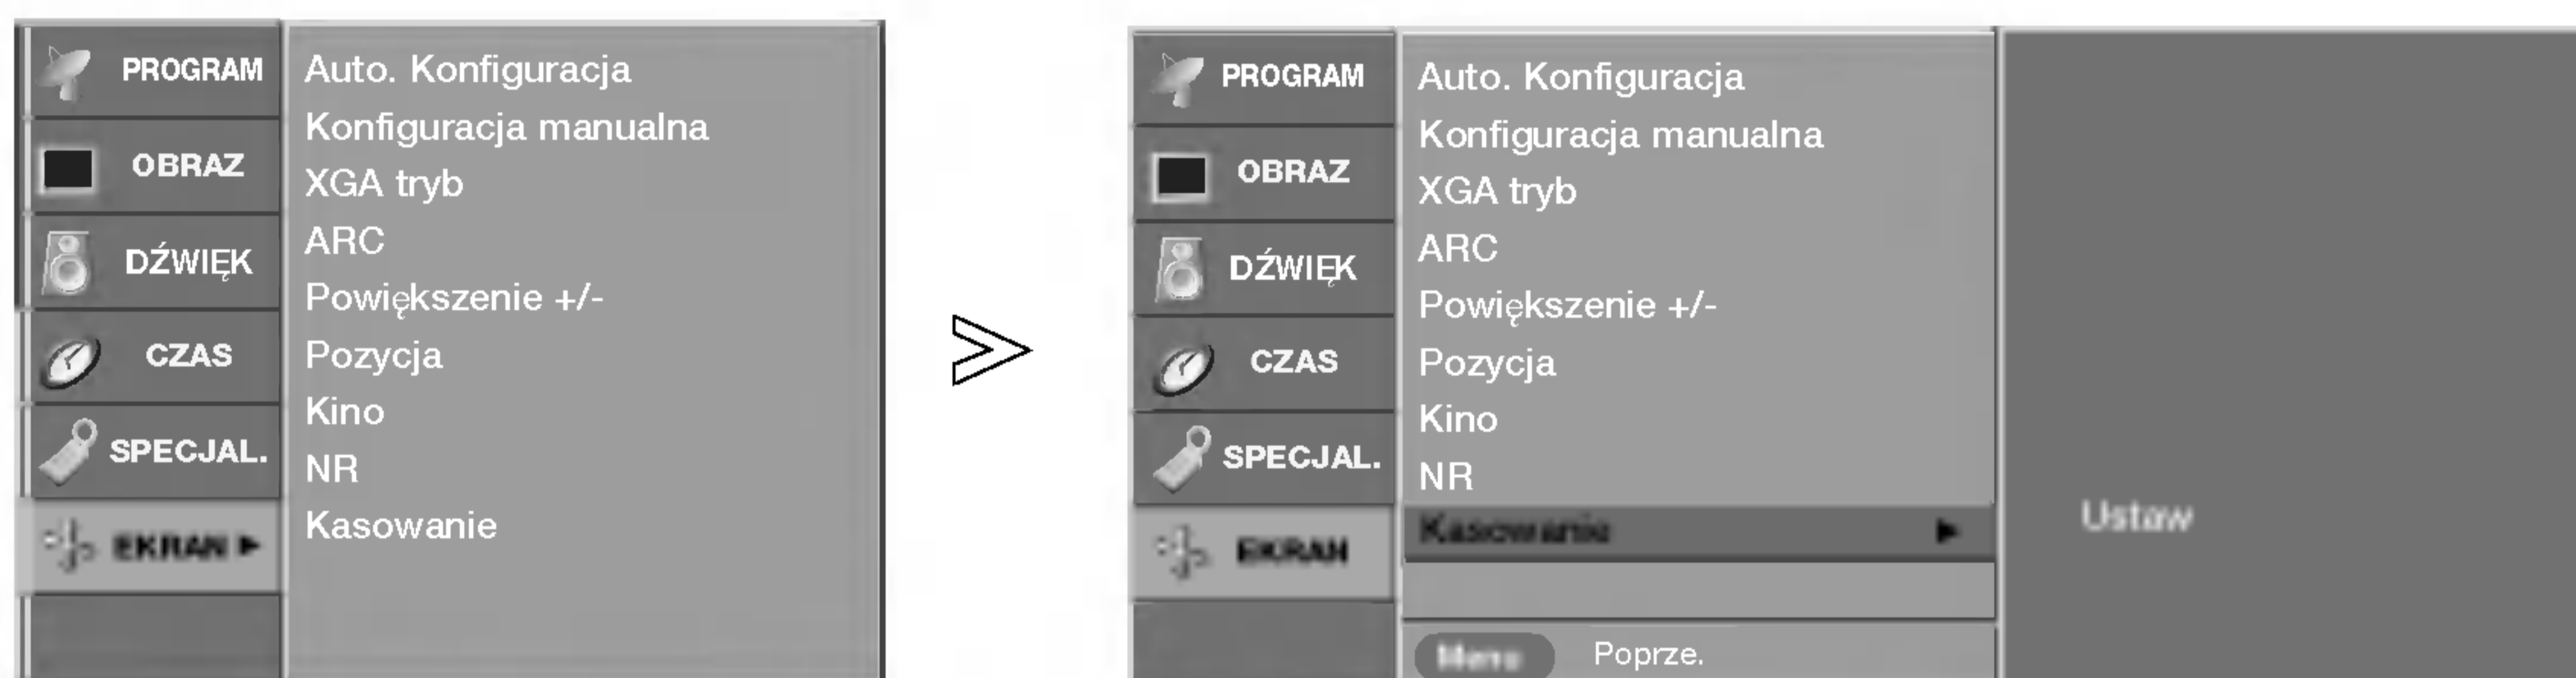 PROGRAM
OBRAZ
DŹWIĘK
CZAS
SPECJAL.
EKRAN ►
Auto. Konfiguracja
Konfiguracja manualna
XGA tryb
ARC
Powiększenie +/-
Pozycja
Kino
NR
Kasowanie
PROGRAM
OBRAZ
DŹWIĘK
CZAS
SPECJAL.
EKRAN
Auto. Konfiguracja
Konfiguracja manualna
XGA tryb
ARC
Powiększenie +/-
Pozycja
Kino
NR
Kasowanie ►
Menu Poprze.
Ustaw